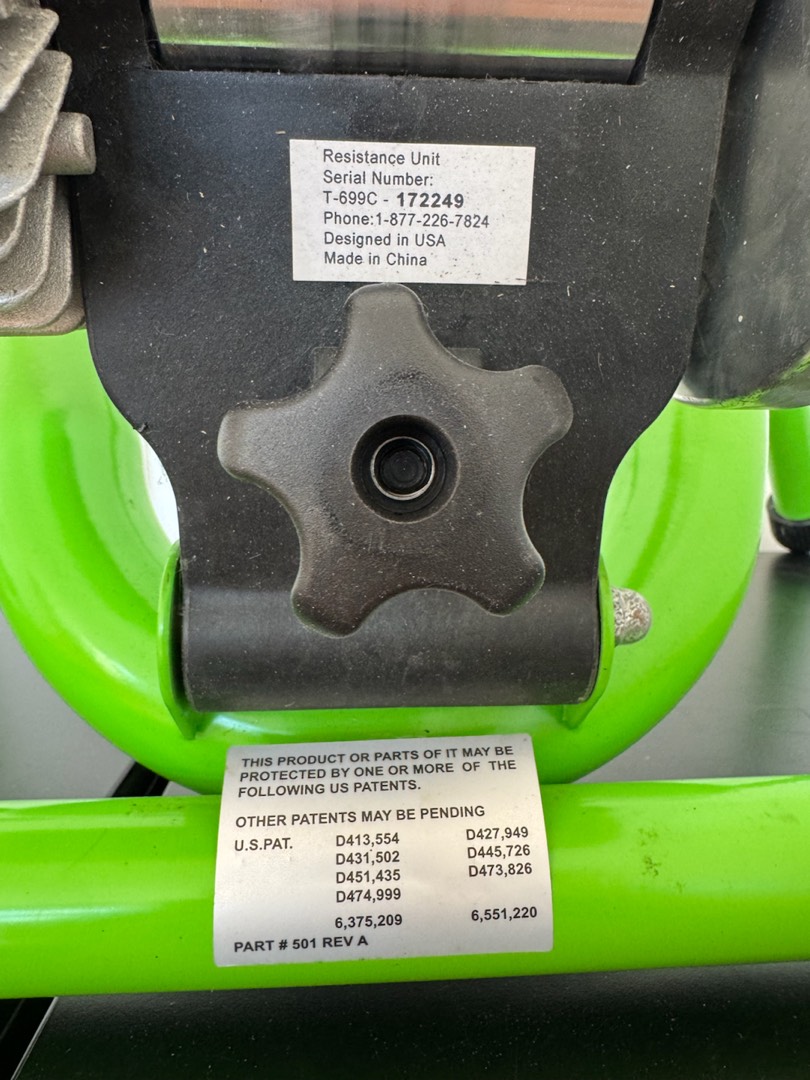 Resistance Unit
Serial Number:
T-699C - 172249
Phone:1-877-226-7824
Designed in USA
Made in China
THIS PRODUCT OR PARTS OF IT MAY BE
PROTECTED BY ONE OR MORE OF THE
FOLLOWING US PATENTS.
OTHER PATENTS MAY BE PENDING
U.S.PAT. D413,554 D427,949
D431,502 D445,726
D451,435 D473,826
D474,999
6,375,209 6,551,220
PART # 501 REV A